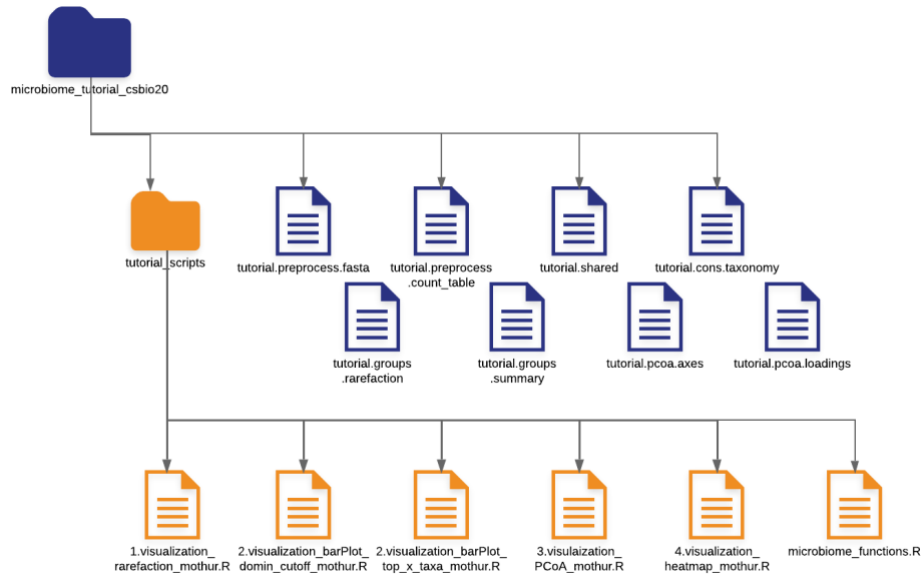 microbiome_tutorial_csbio20
tutorial_scripts
tutorial.preprocess.fasta
tutorial.preprocess
.count_table
tutorial.shared
tutorial.cons.taxonomy
tutorial.groups
.rarefaction
tutorial.groups
.summary
tutorial.pcoa.axes
tutorial.pcoa.loadings
1.visualization_
rarefaction_mothur.R
2.visualization_barPlot_
domin_cutoff_mothur.R
2.visualization_barPlot_
top_x_taxa_mothur.R
3.visulaization_
PCoA_mothur.R
4.visualization_
heatmap_mothur.R
microbiome_functions.R